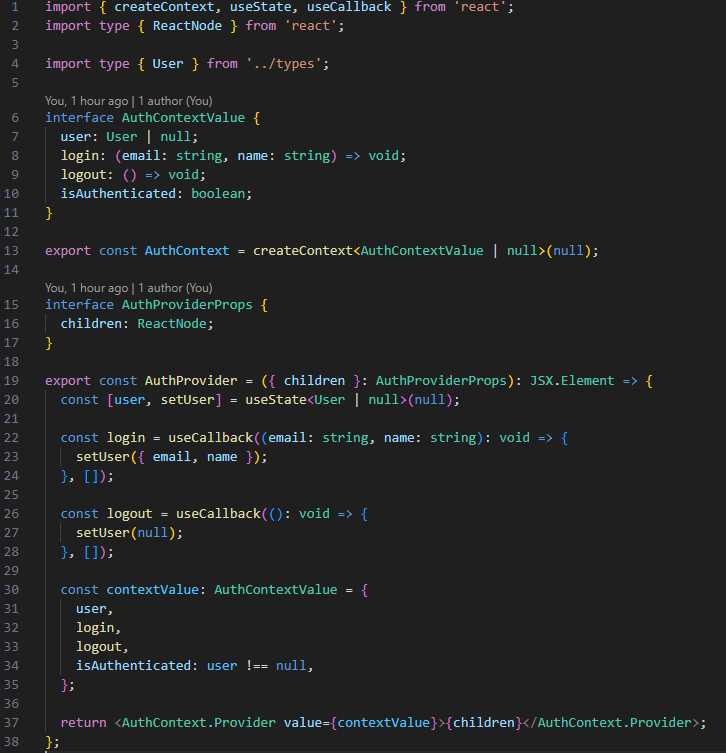 1 import { createContext, useState, useCallback } from 'react';
2 import type { ReactNode } from 'react';
3
4 import type { User } from '../types';
5
You, 1 hour ago | 1 author (You)
6 interface AuthContextValue {
7   user: User | null;
8   login: (email: string, name: string) => void;
9   logout: () => void;
10   isAuthenticated: boolean;
11 }
12
13 export const AuthContext = createContext<AuthContextValue | null>(null);
14
You, 1 hour ago | 1 author (You)
15 interface AuthProviderProps {
16   children: ReactNode;
17 }
18
19 export const AuthProvider = ({ children }: AuthProviderProps): JSX.Element => {
20   const [user, setUser] = useState<User | null>(null);
21
22   const login = useCallback((email: string, name: string): void => {
23     setUser({ email, name });
24   }, []);
25
26   const logout = useCallback((): void => {
27     setUser(null);
28   }, []);
29
30   const contextValue: AuthContextValue = {
31     user,
32     login,
33     logout,
34     isAuthenticated: user !== null,
35   };
36
37   return <AuthContext.Provider value={contextValue}>{children}</AuthContext.Provider>;
38 };